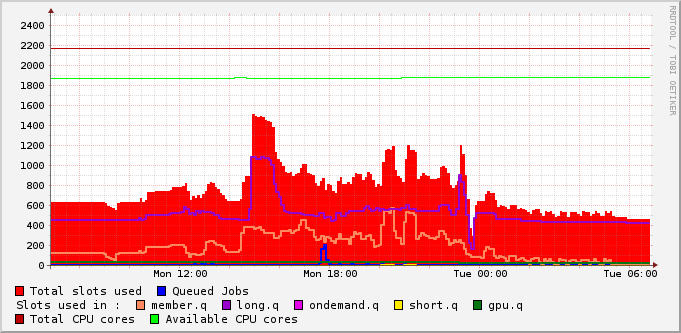 2400
2200
2000
1800
1600
1400
1200
1000
800
600
400
200
0
Mon 12:00 Mon 18:00 Tue 00:00 Tue 06:00
RRDTOOL / TOBI OETIKER
Total slots used Queued Jobs
Slots used in : member.q long.q ondemand.q short.q gpu.q
Total CPU cores Available CPU cores